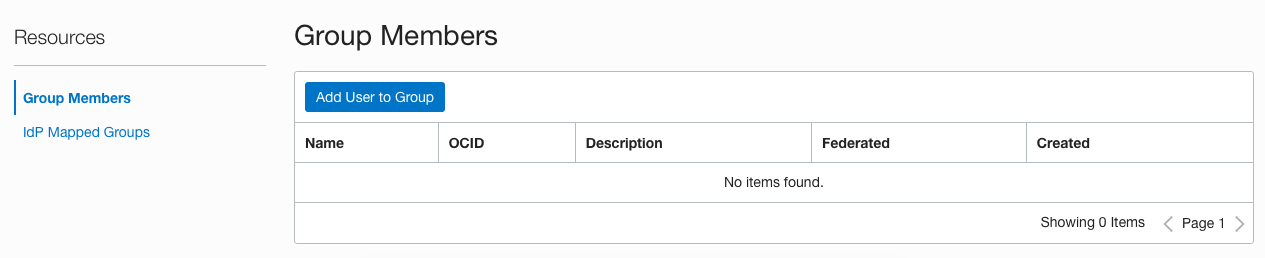 Resources
Group Members
IdP Mapped Groups
Group Members
Add User to Group
Name OCID Description Federated Created
No items found.
Showing 0 Items Page 1